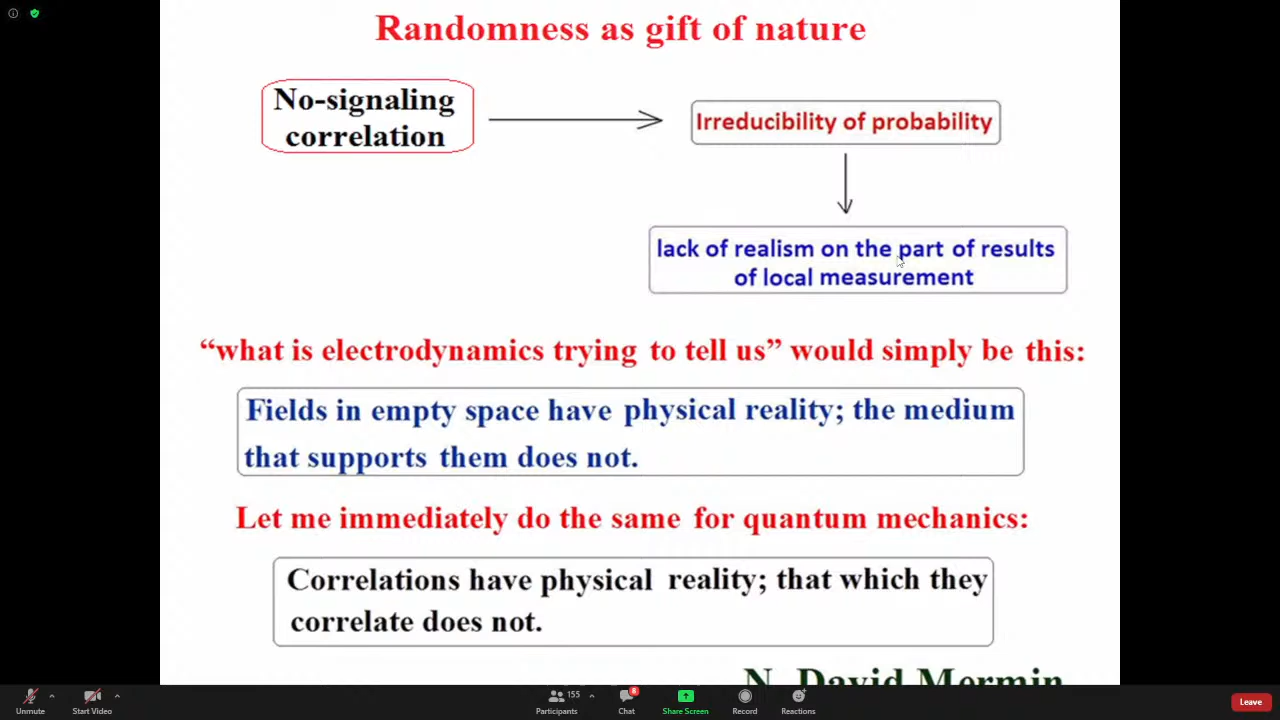 Randomness as gift of nature
No-signaling
correlation
Irreducibility of probability
lack of realism on the part of results
of local measurement
“what is electrodynamics trying to tell us” would simply be this:
Fields in empty space have physical reality; the medium
that supports them does not.
Let me immediately do the same for quantum mechanics:
Correlations have physical reality; that which they
correlate does not.
N. David Mermin
Unmute
Start Video
155
Participants
8
Chat
Share Screen
Record
Reactions
Leave